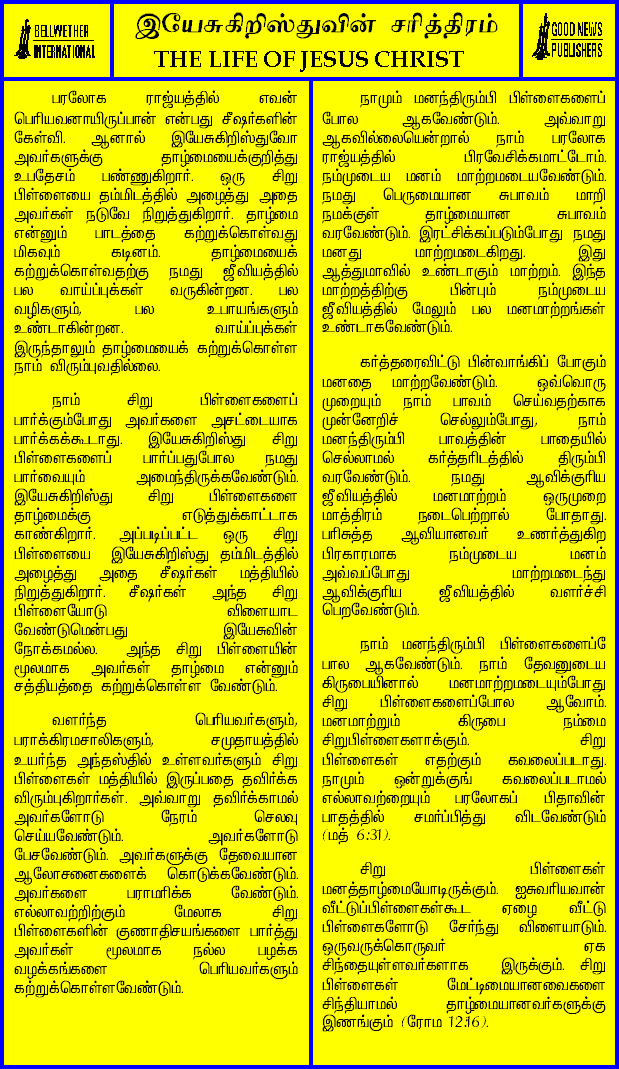 BELLWETHER
INTERNATIONAL
இயேசுகிறிஸ்துவின் சரித்திரம்
THE LIFE OF JESUS CHRIST
GOOD NEWS
PUBLISHERS
பரலோக ராஜ்யத்தில் எவன்
பெரியவனாயிருப்பான் என்பது சீஷர்களின்
கேள்வி. ஆனால் இயேசுகிறிஸ்துவோ
அவர்களுக்கு தாழ்மையைக்குறித்து
உபதேசம் பண்ணுகிறார். ஒரு சிறு
பிள்ளையை தம்மிடத்தில் அழைத்து அதை
அவர்கள் நடுவே நிறுத்துகிறார். தாழ்மை
என்னும் பாடத்தை கற்றுக்கொள்வது
மிகவும் கடினம். தாழ்மையைக்
கற்றுக்கொள்வதற்கு நமது ஜீவியத்தில்
பல வாய்ப்புக்கள் வருகின்றன. பல
வழிகளும், பல உபாயங்களும்
உண்டாகின்றன. வாய்ப்புக்கள்
இருந்தாலும் தாழ்மையைக் கற்றுக்கொள்ள
நாம் விரும்புவதில்லை.
நாம் சிறு பிள்ளைகளைப்
பார்க்கும்போது அவர்களை அசட்டையாக
பார்க்கக்கூடாது. இயேசுகிறிஸ்து சிறு
பிள்ளைகளைப் பார்ப்பதுபோல நமது
பார்வையும் அமைந்திருக்கவேண்டும்.
இயேசுகிறிஸ்து சிறு பிள்ளைகளை
தாழ்மைக்கு எடுத்துக்காட்டாக
காண்கிறார். அப்படிப்பட்ட ஒரு சிறு
பிள்ளையை இயேசுகிறிஸ்து தம்மிடத்தில்
அழைத்து அதை சீஷர்கள் மத்தியில்
நிறுத்துகிறார். சீஷர்கள் அந்த சிறு
பிள்ளையோடு விளையாட
வேண்டுமென்பது இயேசுவின்
நோக்கமல்ல. அந்த சிறு பிள்ளையின்
மூலமாக அவர்கள் தாழ்மை என்னும்
சத்தியத்தை கற்றுக்கொள்ள வேண்டும்.
வளர்ந்த பெரியவர்களும்,
பராக்கிரமசாலிகளும், சமுதாயத்தில்
உயர்ந்த அந்தஸ்தில் உள்ளவர்களும் சிறு
பிள்ளைகள் மத்தியில் இருப்பதை தவிர்க்க
விரும்புகிறார்கள். அவ்வாறு தவிர்க்காமல்
அவர்களோடு நேரம் செலவு
செய்யவேண்டும். அவர்களோடு
பேசவேண்டும். அவர்களுக்கு தேவையான
ஆலோசனைகளைக் கொடுக்கவேண்டும்.
அவர்களை பராமரிக்க வேண்டும்.
எல்லாவற்றிற்கும் மேலாக சிறு
பிள்ளைகளின் குணாதிசயங்களை பார்த்து
அவர்கள் மூலமாக நல்ல பழக்க
வழக்கங்களை பெரியவர்களும்
கற்றுக்கொள்ளவேண்டும்.
நாமும் மனந்திரும்பி பிள்ளைகளைப்
போல ஆகவேண்டும். அவ்வாறு
ஆகவில்லையென்றால் நாம் பரலோக
ராஜ்யத்தில் பிரவேசிக்கமாட்டோம்.
நம்முடைய மனம் மாற்றமடையவேண்டும்.
நமது பெருமையான சுபாவம் மாறி
நமக்குள் தாழ்மையான சுபாவம்
வரவேண்டும். இரட்சிக்கப்படும்போது நமது
மனது மாற்றமடைகிறது. இது
ஆத்துமாவில் உண்டாகும் மாற்றம். இந்த
மாற்றத்திற்கு பின்பும் நம்முடைய
ஜீவியத்தில் மேலும் பல மனமாற்றங்கள்
உண்டாகவேண்டும்.
கர்த்தரைவிட்டு பின்வாங்கிப் போகும்
மனதை மாற்றவேண்டும். ஒவ்வொரு
முறையும் நாம் பாவம் செய்வதற்காக
முன்னேறிச் செல்லும்போது, நாம்
மனந்திரும்பி பாவத்தின் பாதையில்
செல்லாமல் கர்த்தரிடத்தில் திரும்பி
வரவேண்டும். நமது ஆவிக்குரிய
ஜீவியத்தில் மனமாற்றம் ஒருமுறை
மாத்திரம் நடைபெற்றால் போதாது.
பரிசுத்த ஆவியானவர் உணர்த்துகிற
பிரகாரமாக நம்முடைய மனம்
அவ்வப்போது மாற்றமடைந்து
ஆவிக்குரிய ஜீவியத்தில் வளர்ச்சி
பெறவேண்டும்.
நாம் மனந்திரும்பி பிள்ளைகளைப்பே
பால ஆகவேண்டும். நாம் தேவனுடைய
கிருபையினால் மனமாற்றமடையும்போது
சிறு பிள்ளைகளைப்போல ஆவோம்.
மனமாற்றும் கிருபை நம்மை
சிறுபிள்ளைகளாக்கும். சிறு
பிள்ளைகள் எதற்கும் கவலைப்படாது.
நாமும் ஒன்றுக்குங் கவலைப்படாமல்
எல்லாவற்றையும் பரலோகப் பிதாவின்
பாதத்தில் சமர்ப்பித்து விடவேண்டும்
(மத் 6:31).
சிறு பிள்ளைகள்
மனத்தாழ்மையோடிருக்கும். ஐசுவரியவான்
வீட்டுப்பிள்ளைகள்கூட ஏழை வீட்டு
பிள்ளைகளோடு சேர்ந்து விளையாடும்.
ஒருவருக்கொருவர் ஏக
சிந்தையுள்ளவர்களாக இருக்கும். சிறு
பிள்ளைகள் மேட்டிமையானவைகளை
சிந்தியாமல் தாழ்மையானவர்களுக்கு
இணங்கும் (ரோம 12:16).